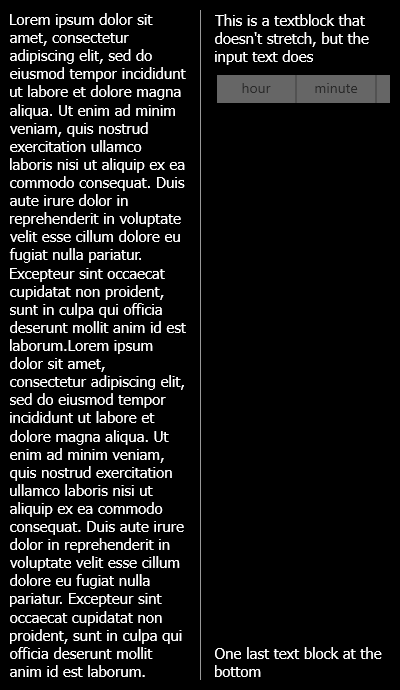 Lorem ipsum dolor sit
amet, consectetur
adipiscing elit, sed do
eiusmod tempor incididunt
ut labore et dolore magna
aliqua. Ut enim ad minim
veniam, quis nostrud
exercitation ullamco
laboris nisi ut aliquip ex ea
commodo consequat. Duis
aute irure dolor in
reprehenderit in voluptate
velit esse cillum dolore eu
fugiat nulla pariatur.
Excepteur sint occaecat
cupidatat non proident,
sunt in culpa qui officia
deserunt mollit anim id est
laborum.Lorem ipsum
dolor sit amet,
consectetur adipiscing elit,
sed do eiusmod tempor
incididunt ut labore et
dolore magna aliqua. Ut
enim ad minim veniam,
quis nostrud exercitation
ullamco laboris nisi ut
aliquip ex ea commodo
consequat. Duis aute irure
dolor in reprehenderit in
voluptate velit esse cillum
dolore eu fugiat nulla
pariatur. Excepteur sint
occaecat cupidatat non
proident, sunt in culpa qui
officia deserunt mollit
anim id est laborum.
This is a textblock that
doesn't stretch, but the
input text does
hour minute
One last text block at the
bottom